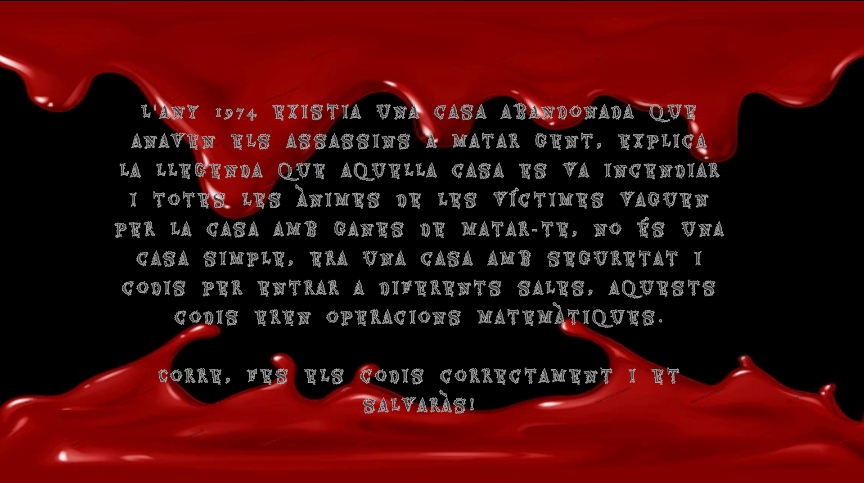 L'ANY 1974 EXISTIA UNA CASA ABANDONADA QUE
ANAVEN ELS ASSASSINS A MATAR GENT, EXPLICA
LA LLEGENDA QUE AQUELLA CASA ES VA INCENDIAR
I TOTES LES ÀNIMES DE LES VÍCTIMES VAGUEN
PER LA CASA AMB GANES DE MATAR-TE, NO ÉS UNA
CASA SIMPLE, ERA UNA CASA AMB SEGURETAT I
CODIS PER ENTRAR A DIFERENTS SALES, AQUESTS
CODIS EREN OPERACIONS MATEMÀTIQUES.
CORRE, FES ELS CODIS CORRECTAMENT I ET
SALVARÀS!